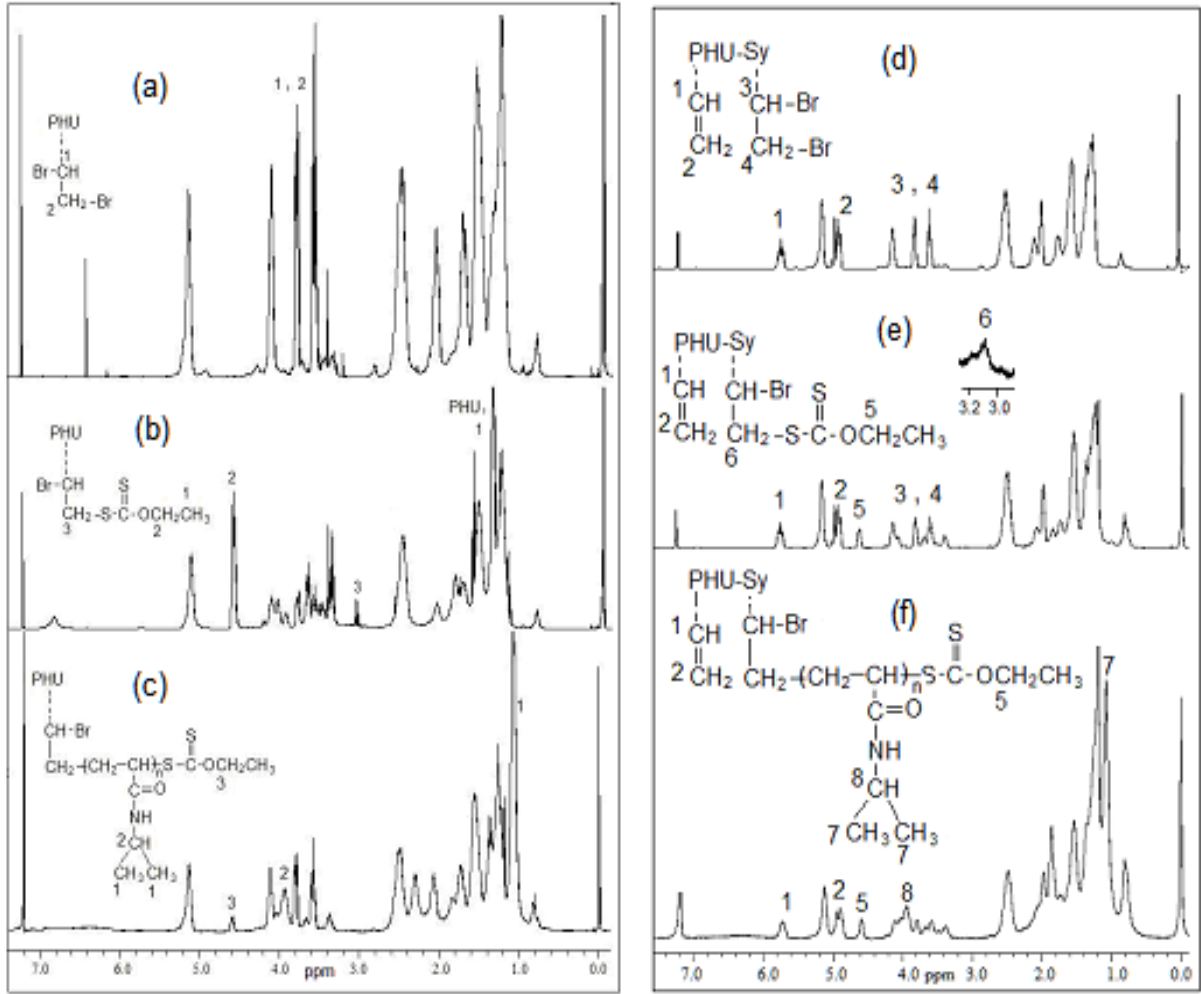 (a)
1 , 2
PHU
1
Br-CH
2 CH2-Br
(b)
PHU,
1
PHU
Br-CH
S
1
2
CH2-S-C-OCH2CH3
3
2
3
(c)
PHU
CH-Br
S
CH2-(CH2-CH)nS-C-OCH2CH3
C=O
3
NH
2 CH
CH3 CH3
1 1
1
3
2
7.0 6.0 5.0 4.0 ppm 3.0 2.0 1.0 0.0
(d)
PHU-Sy
1 3
CH CH-Br
CH2 CH2-Br
2 4
1 2 3 , 4
(e)
6
3.2 3.0
PHU-Sy
1
CH CH-Br
S
5
2 CH2 CH2-S-C-OCH2CH3
6
1 2 5 3 , 4
(f)
PHU-Sy
1
CH CH-Br
S
2 CH2 CH2-(CH2-CH)n S-C-OCH2CH3
C=O
5
NH
8 CH
7 CH3 CH3
7
7
1 2 5 8
7.0 6.0 5.0 4.0 ppm 3.0 2.0 1.0 0.0